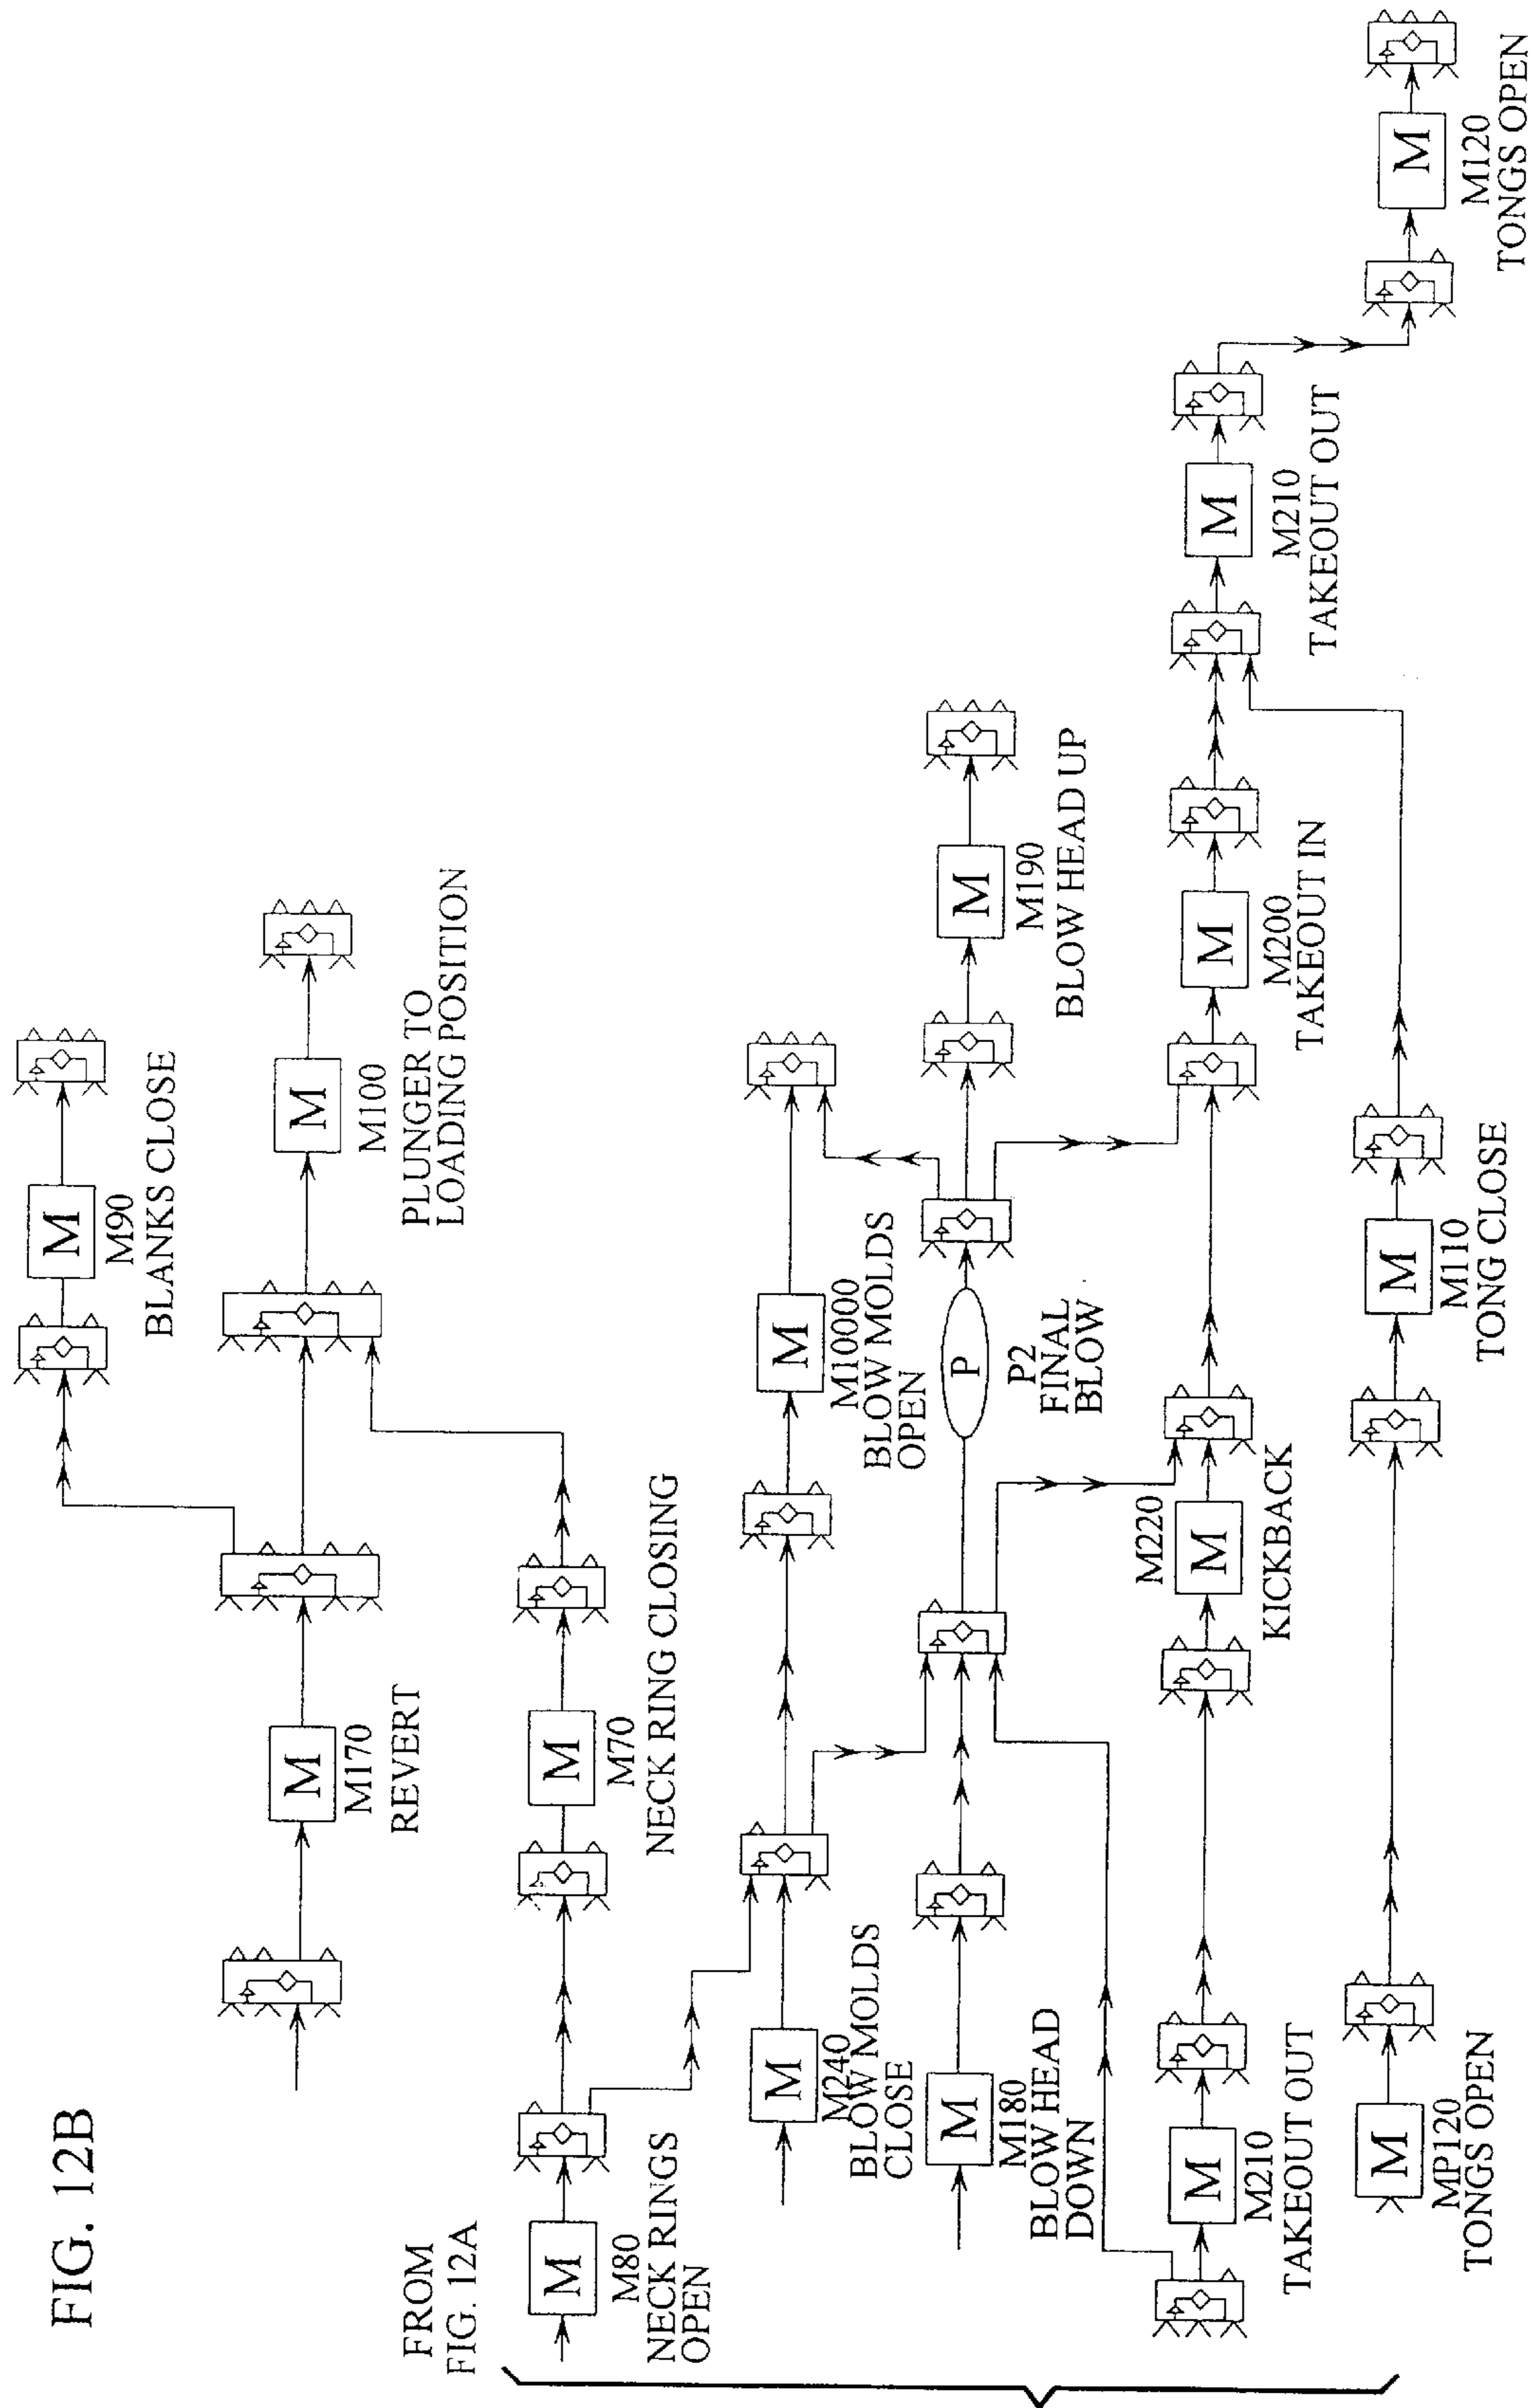 FIG. 12B
FROM
FIG. 12A
M
M90
BLANKS CLOSE
M
M170
REVERT
M
M100
PLUNGER TO
LOADING POSITION
M
M80
NECK RINGS
OPEN
M
M70
NECK RING CLOSING
M
M240
BLOW MOLDS
CLOSE
M
M10000
BLOW MOLDS
OPEN
M
M180
BLOW HEAD
DOWN
P
P2
FINAL
BLOW
M
M190
BLOW HEAD UP
M
M210
TAKEOUT OUT
M220
M
KICKBACK
M
M200
TAKEOUT IN
M
M210
TAKEOUT OUT
M
MP120
TONGS OPEN
M
M110
TONG CLOSE
M
M120
TONGS OPEN